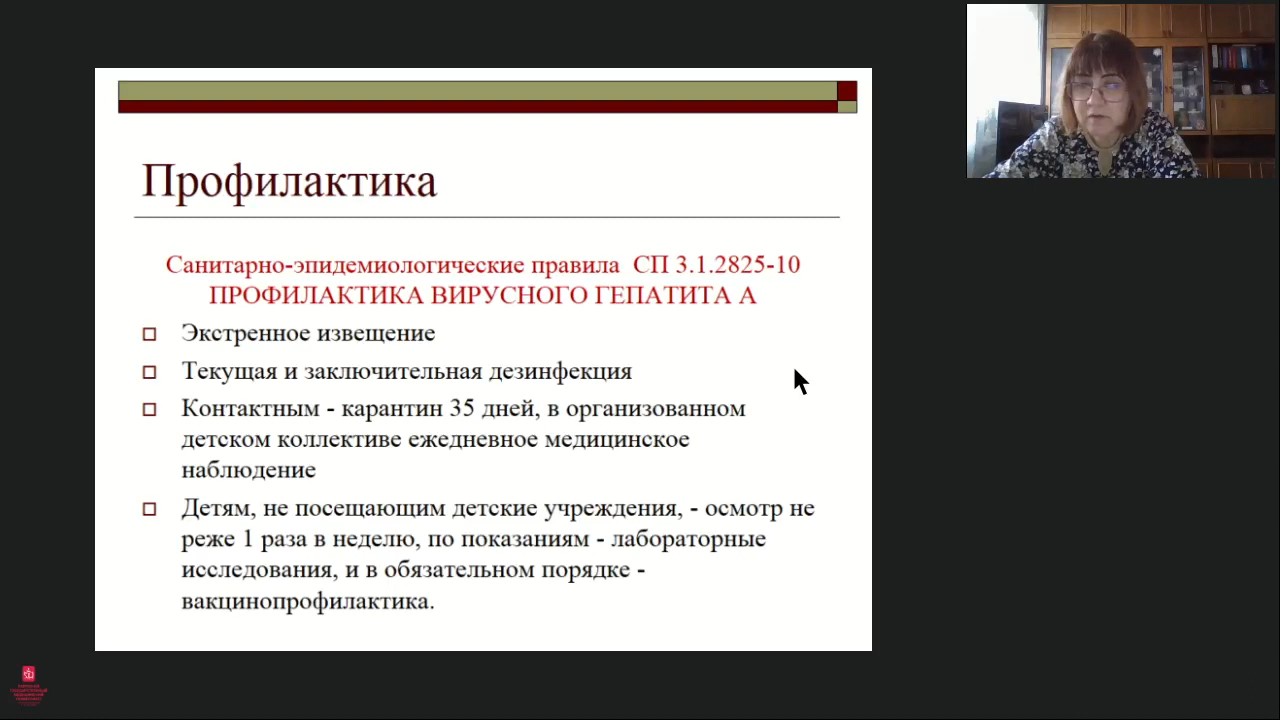 Профилактика
Санитарно-эпидемиологические правила СП 3.1.2825-10
ПРОФИЛАКТИКА ВИРУСНОГО ГЕПАТИТА А
Экстренное извещение
Текущая и заключительная дезинфекция
Контактным - карантин 35 дней, в организованном
детском коллективе ежедневное медицинское
наблюдение
Детям, не посещающим детские учреждения, - осмотр не
реже 1 раза в неделю, по показаниям - лабораторные
исследования, и в обязательном порядке -
вакцинопрофилактика.